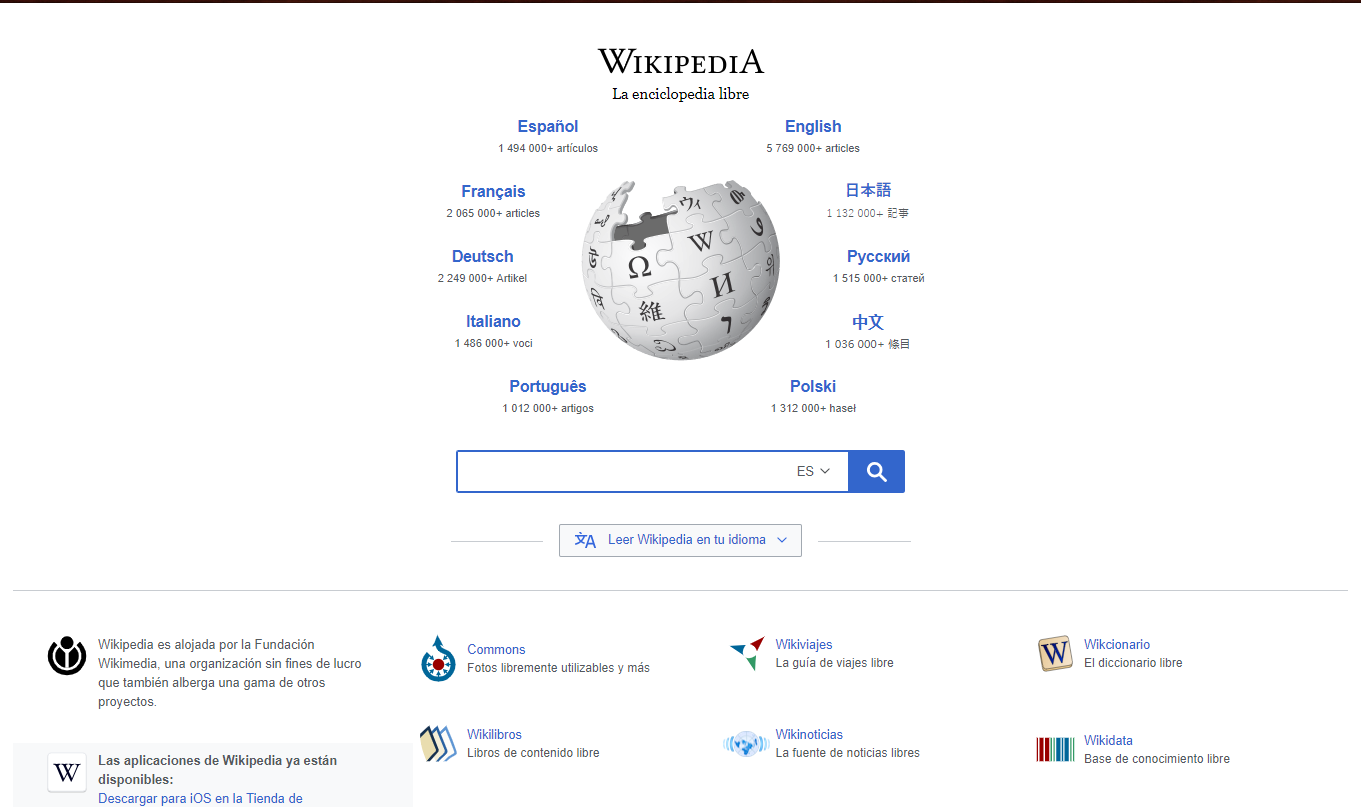 WIKIPEDIA
La enciclopedia libre
Español
1 494 000+ artículos
English
5 769 000+ articles
Français
2 065 000+ articles
日本語
1 132 000+ 記事
Deutsch
2 249 000+ Artikel
Русский
1 515 000+ статей
Italiano
1 486 000+ voci
中文
1 036 000+ 條目
Português
1 012 000+ artigos
Polski
1 312 000+ haseł
Ω W И 維 ウィ 7
ES
Leer Wikipedia en tu idioma
Wikipedia es alojada por la Fundación
Wikimedia, una organización sin fines de lucro
que también alberga una gama de otros
proyectos.
W
Las aplicaciones de Wikipedia ya están
disponibles:
Descargar para iOS en la Tienda de
Commons
Fotos libremente utilizables y más
Wikiviajes
La guía de viajes libre
W
Wikcionario
El diccionario libre
Wikilibros
Libros de contenido libre
Wikinoticias
La fuente de noticias libres
Wikidata
Base de conocimiento libre